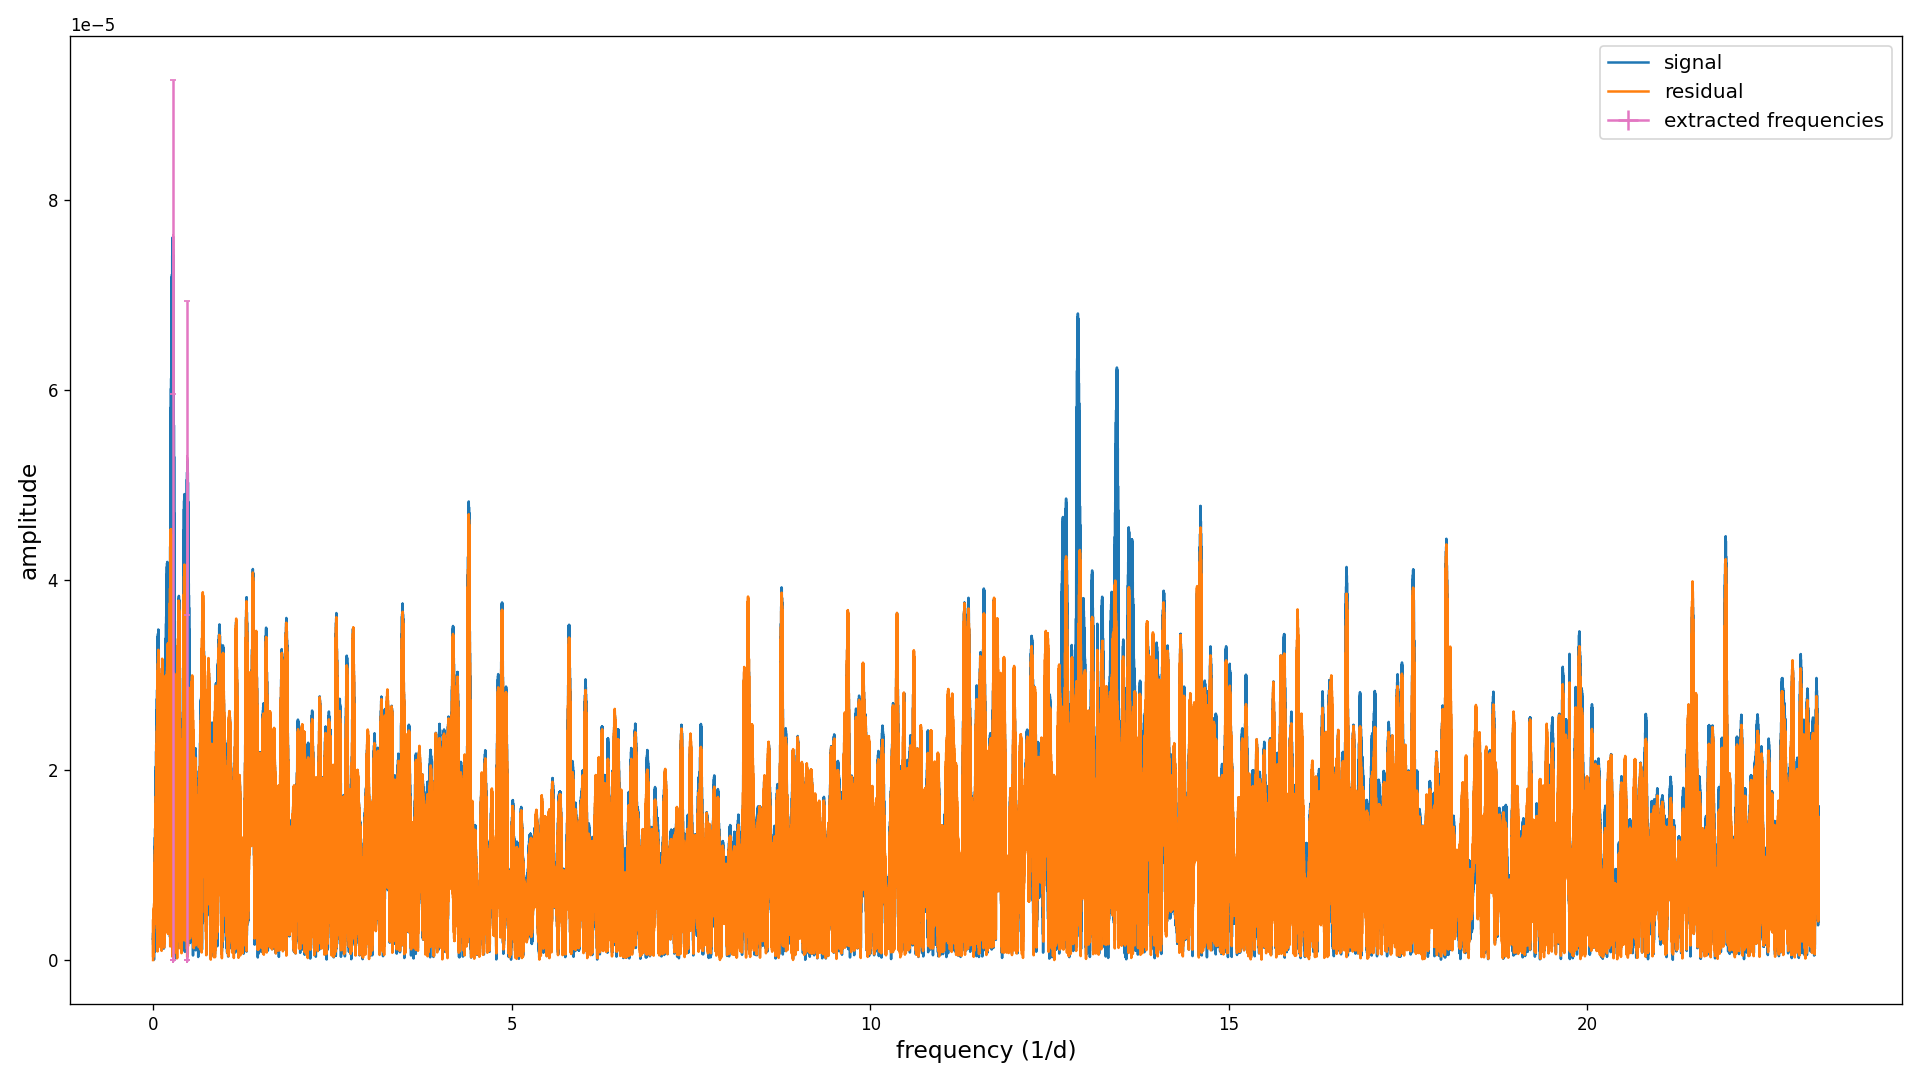 1e−5
signal
residual
extracted frequencies
8
6
4
2
0
amplitude
0 5 10 15 20
frequency (1/d)